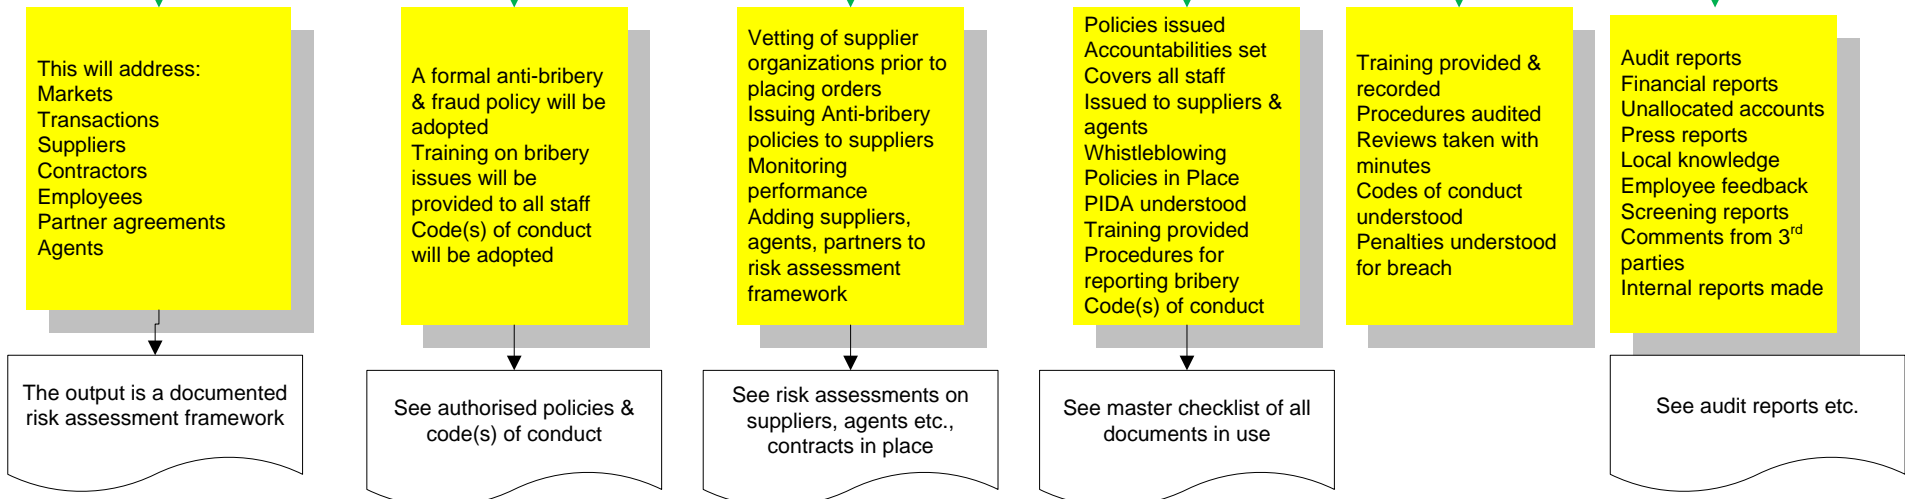 This will address:
Markets
Transactions
Suppliers
Contractors
Employees
Partner agreements
Agents
A formal anti-bribery
& fraud policy will be
adopted
Training on bribery
issues will be
provided to all staff
Code(s) of conduct
will be adopted
Vetting of supplier
organizations prior to
placing orders
Issuing Anti-bribery
policies to suppliers
Monitoring
performance
Adding suppliers,
agents, partners to
risk assessment
framework
Policies issued
Accountabilities set
Covers all staff
Issued to suppliers &
agents
Whistleblowing
Policies in Place
PIDA understood
Training provided
Procedures for
reporting bribery
Code(s) of conduct
Training provided &
recorded
Procedures audited
Reviews taken with
minutes
Codes of conduct
understood
Penalties understood
for breach
Audit reports
Financial reports
Unallocated accounts
Press reports
Local knowledge
Employee feedback
Screening reports
Comments from 3rd
parties
Internal reports made
The output is a documented
risk assessment framework
See authorised policies &
code(s) of conduct
See risk assessments on
suppliers, agents etc.,
contracts in place
See master checklist of all
documents in use
See audit reports etc.